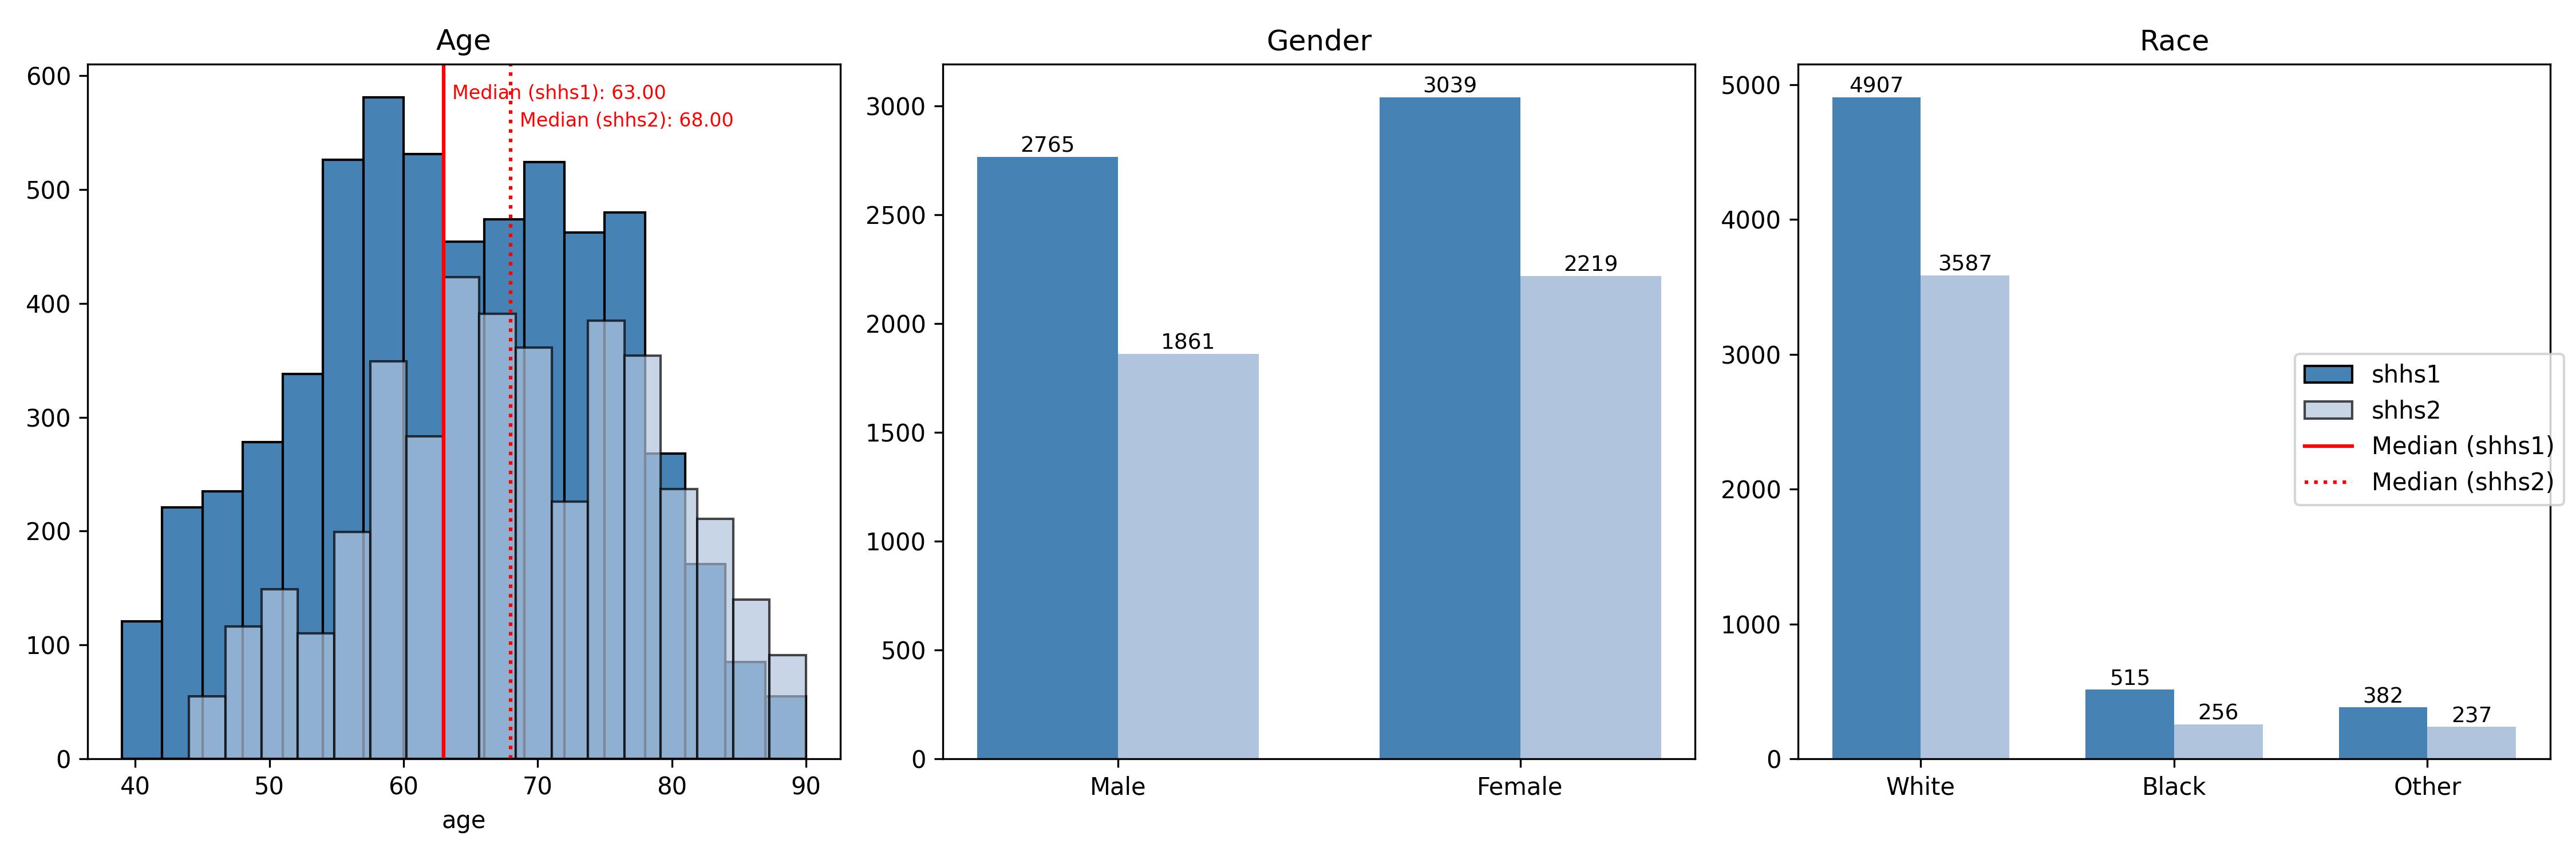 Age
600
500
400
300
200
100
0
Median (shhs1): 63.00
Median (shhs2): 68.00
40 50 60 70 80 90
age
Gender
3000
2500
2000
1500
1000
500
0
2765
1861
3039
2219
Male Female
Race
5000
4000
3000
2000
1000
0
4907
3587
515
256
382
237
White Black Other
shhs1
shhs2
Median (shhs1)
Median (shhs2)